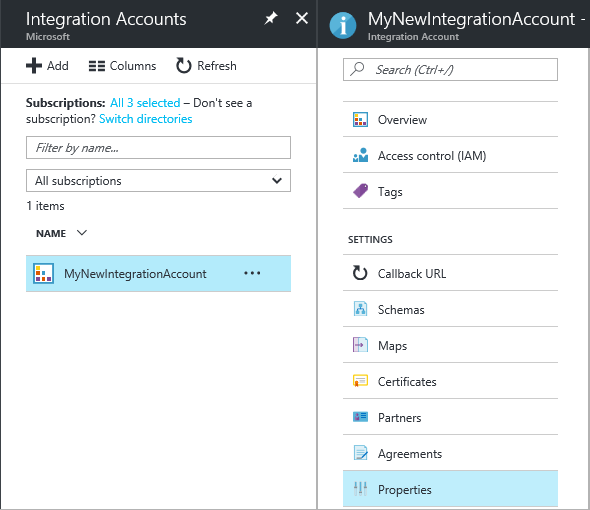 Integration Accounts
Microsoft
Add Columns Refresh
Subscriptions: All 3 selected – Don't see a
subscription? Switch directories
Filter by name...
All subscriptions
1 items
NAME
MyNewIntegrationAccount ...
MyNewIntegrationAccount -
Integration Account
Search (Ctrl+/)
Overview
Access control (IAM)
Tags
SETTINGS
Callback URL
Schemas
Maps
Certificates
Partners
Agreements
Properties